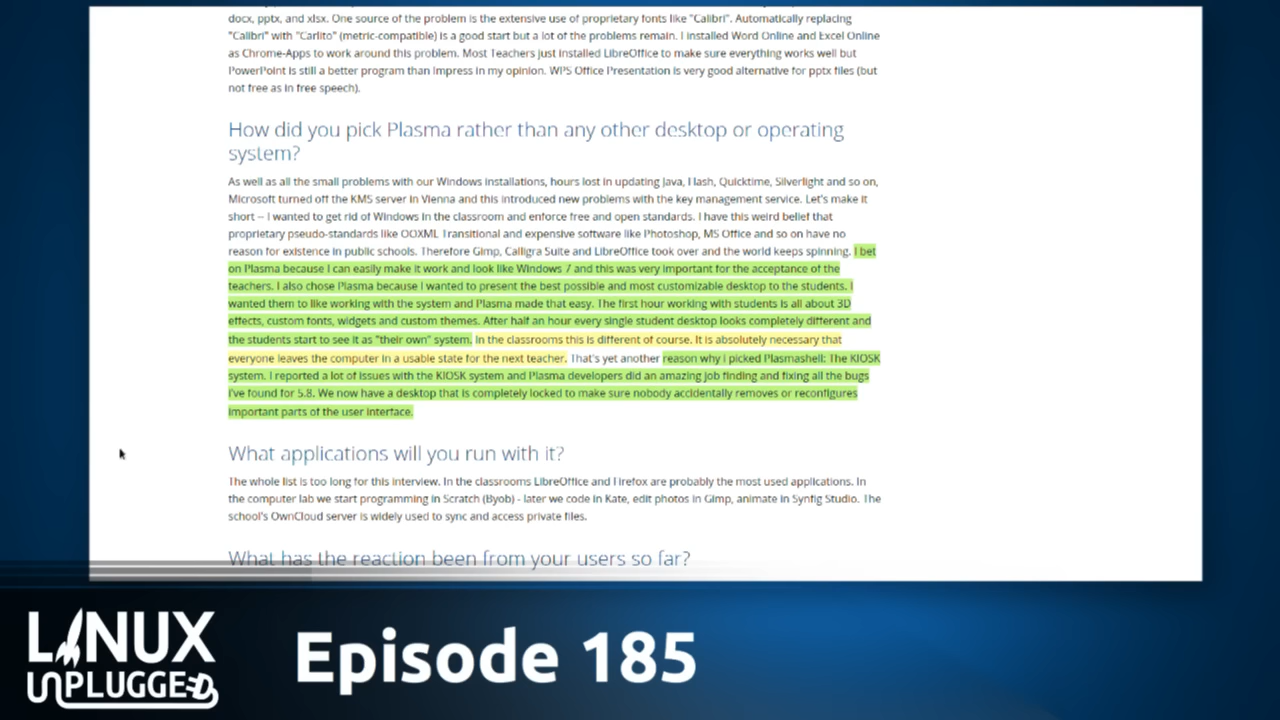 docx, pptx, and xlsx. One source of the problem is the extensive use of proprietary fonts like "Calibri". Automatically replacing
"Calibri" with "Carlito" (metric-compatible) is a good start but a lot of the problems remain. I installed Word Online and Excel Online
as Chrome-Apps to work around this problem. Most Teachers just installed LibreOffice to make sure everything works well but
PowerPoint is still a better program than Impress in my opinion. WPS Office Presentation is very good alternative for pptx files (but
not free as in free speech).
How did you pick Plasma rather than any other desktop or operating
system?
As well as all the small problems with our Windows installations, hours lost in updating Java, Flash, Quicktime, Silverlight and so on,
Microsoft turned off the KMS server in Vienna and this introduced new problems with the key management service. Let's make it
short – I wanted to get rid of Windows in the classroom and enforce free and open standards. I have this weird belief that
proprietary pseudo-standards like OOXML Transitional and expensive software like Photoshop, MS Office and so on have no
reason for existence in public schools. Therefore Gimp, Calligra Suite and LibreOffice took over and the world keeps spinning. I bet
on Plasma because I can easily make it work and look like Windows 7 and this was very important for the acceptance of the
teachers. I also chose Plasma because I wanted to present the best possible and most customizable desktop to the students. I
wanted them to like working with the system and Plasma made that easy. The first hour working with students is all about 3D
effects, custom fonts, widgets and custom themes. After half an hour every single student desktop looks completely different and
the students start to see it as "their own" system. In the classrooms this is different of course. It is absolutely necessary that
everyone leaves the computer in a usable state for the next teacher. That's yet another reason why i picked Plasmashell: The KIOSK
system. I reported a lot of issues with the KIOSK system and Plasma developers did an amazing job finding and fixing all the bugs
i've found for 5.8. We now have a desktop that is completely locked to make sure nobody accidentally removes or reconfigures
important parts of the user interface.
What applications will you run with it?
The whole list is too long for this interview. In the classrooms LibreOffice and Firefox are probably the most used applications. In
the computer lab we start programming in Scratch (Byob) - later we code in Kate, edit photos in Gimp, animate in Synfig Studio. The
school's OwnCloud server is widely used to sync and access private files.
What has the reaction been from your users so far?
LINUX
UNPLUGGED
Episode 185